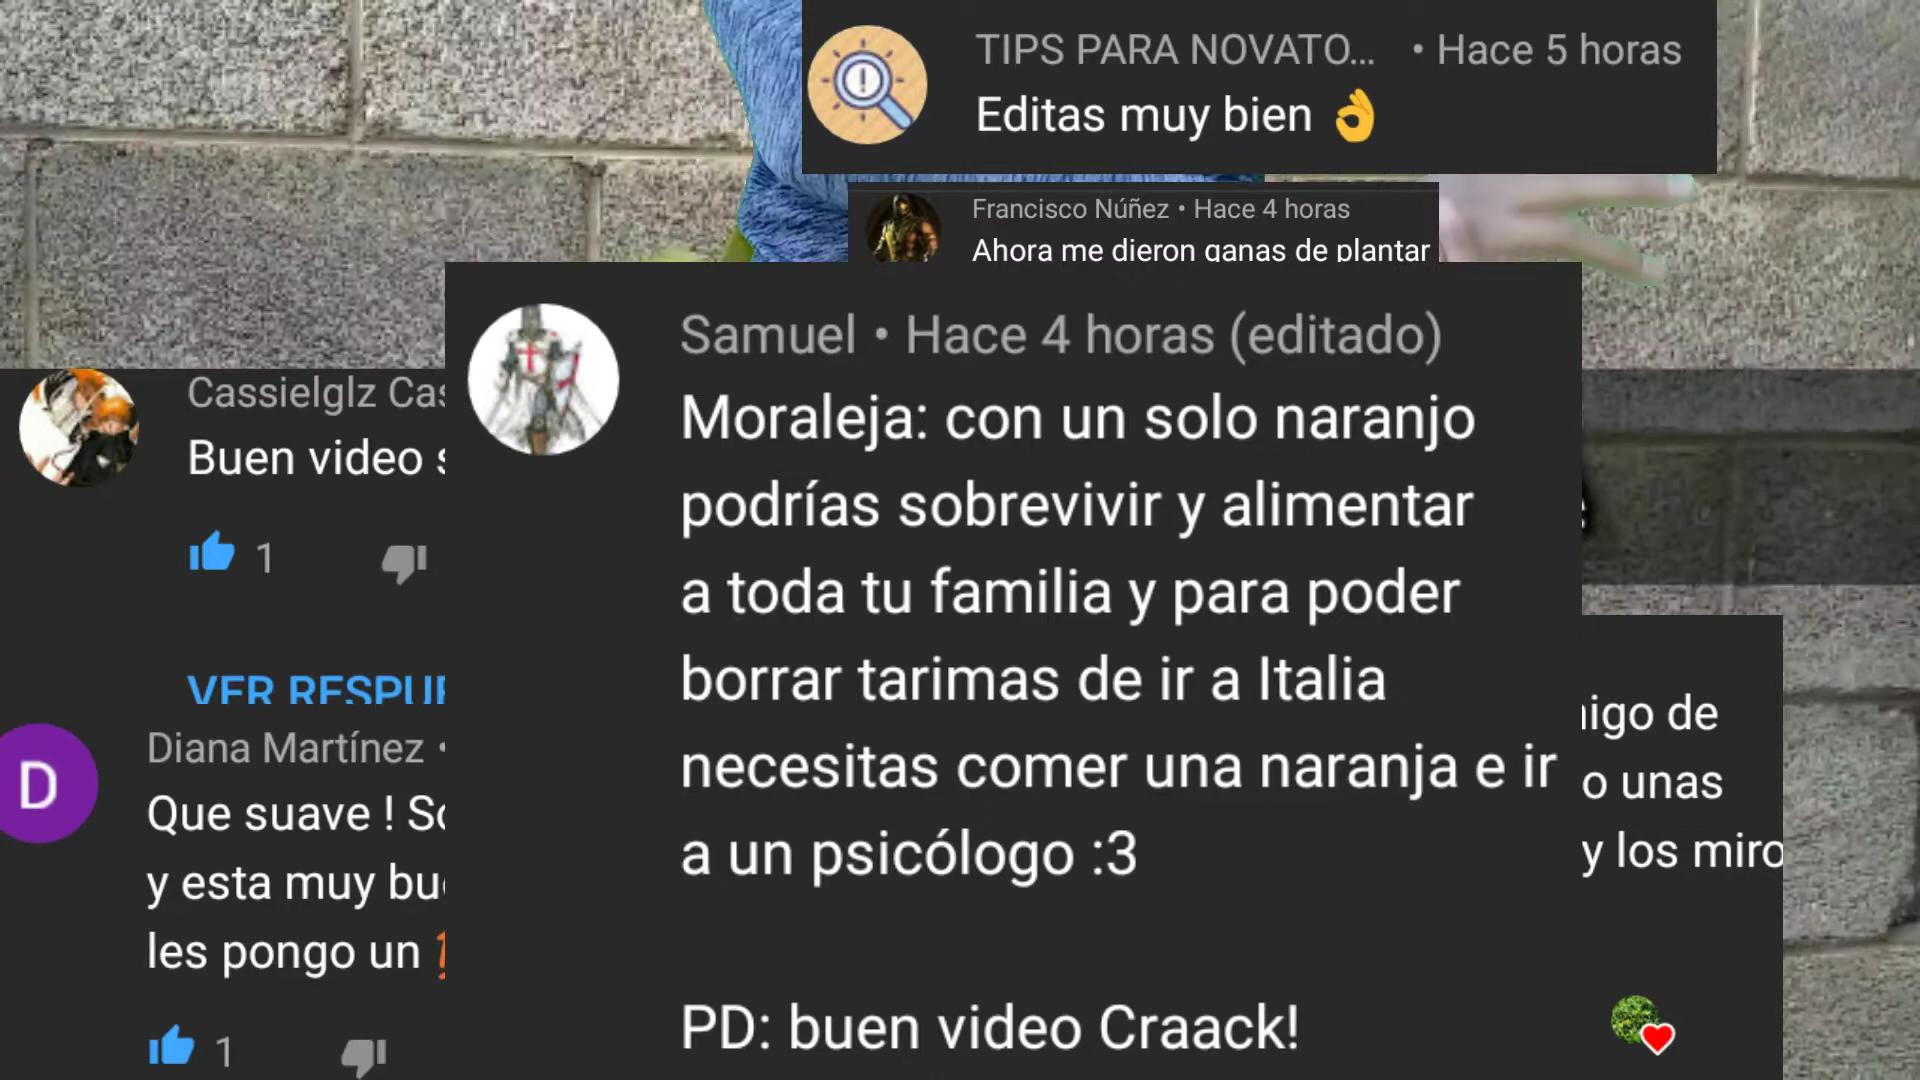 TIPS PARA NOVATO... • Hace 5 horas
Editas muy bien 👌
Francisco Núñez • Hace 4 horas
Ahora me dieron ganas de plantar
Cassielglz
Buen video
1
VER
Diana Martínez •
Que suave !
y esta muy
les pongo un
1
Samuel • Hace 4 horas (editado)
Moraleja: con un solo naranjo
podrías sobrevivir y alimentar
a toda tu familia y para poder
borrar tarimas de ir a Italia
necesitas comer una naranja e ir
a un psicólogo :3
PD: buen video Craack!
de
unas
y los miro